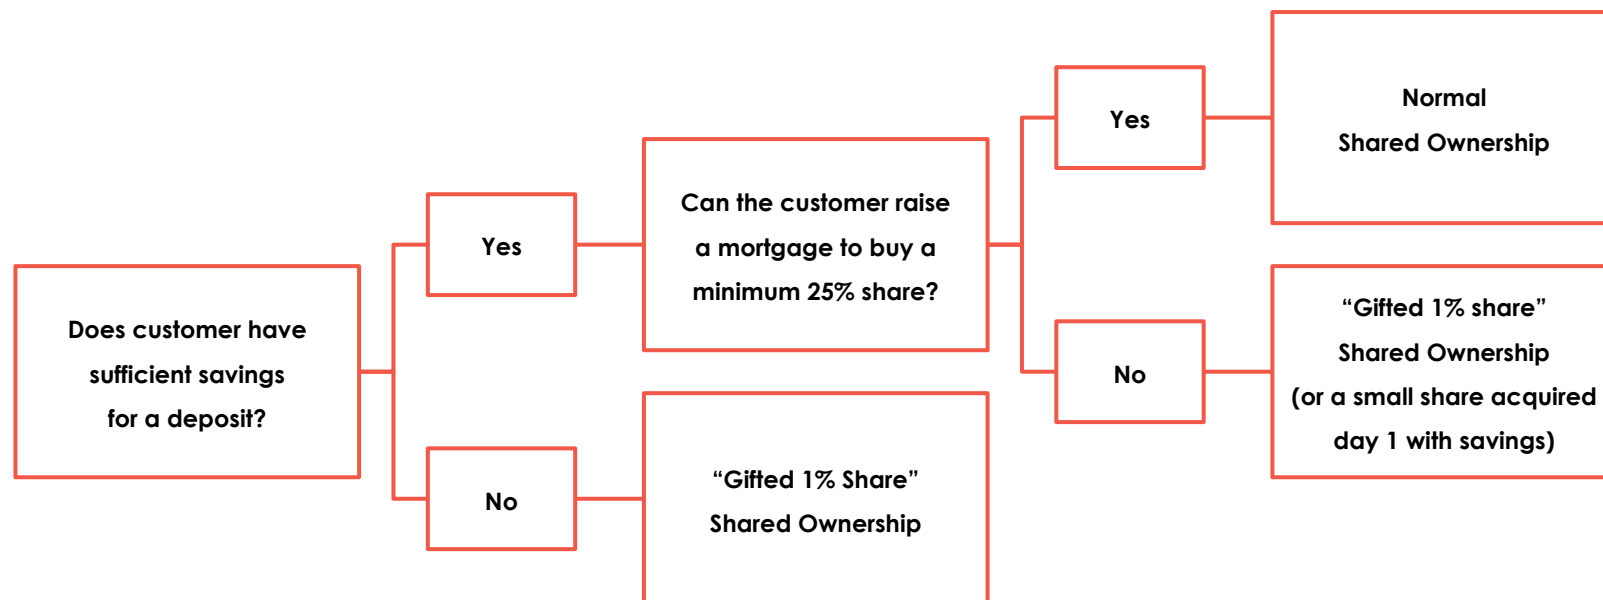 Does customer have
sufficient savings
for a deposit?
Yes
Can the customer raise
a mortgage to buy a
minimum 25% share?
Yes
Normal
Shared Ownership
No
“Gifted 1% share”
Shared Ownership
(or a small share acquired
day 1 with savings)
No
“Gifted 1% Share”
Shared Ownership